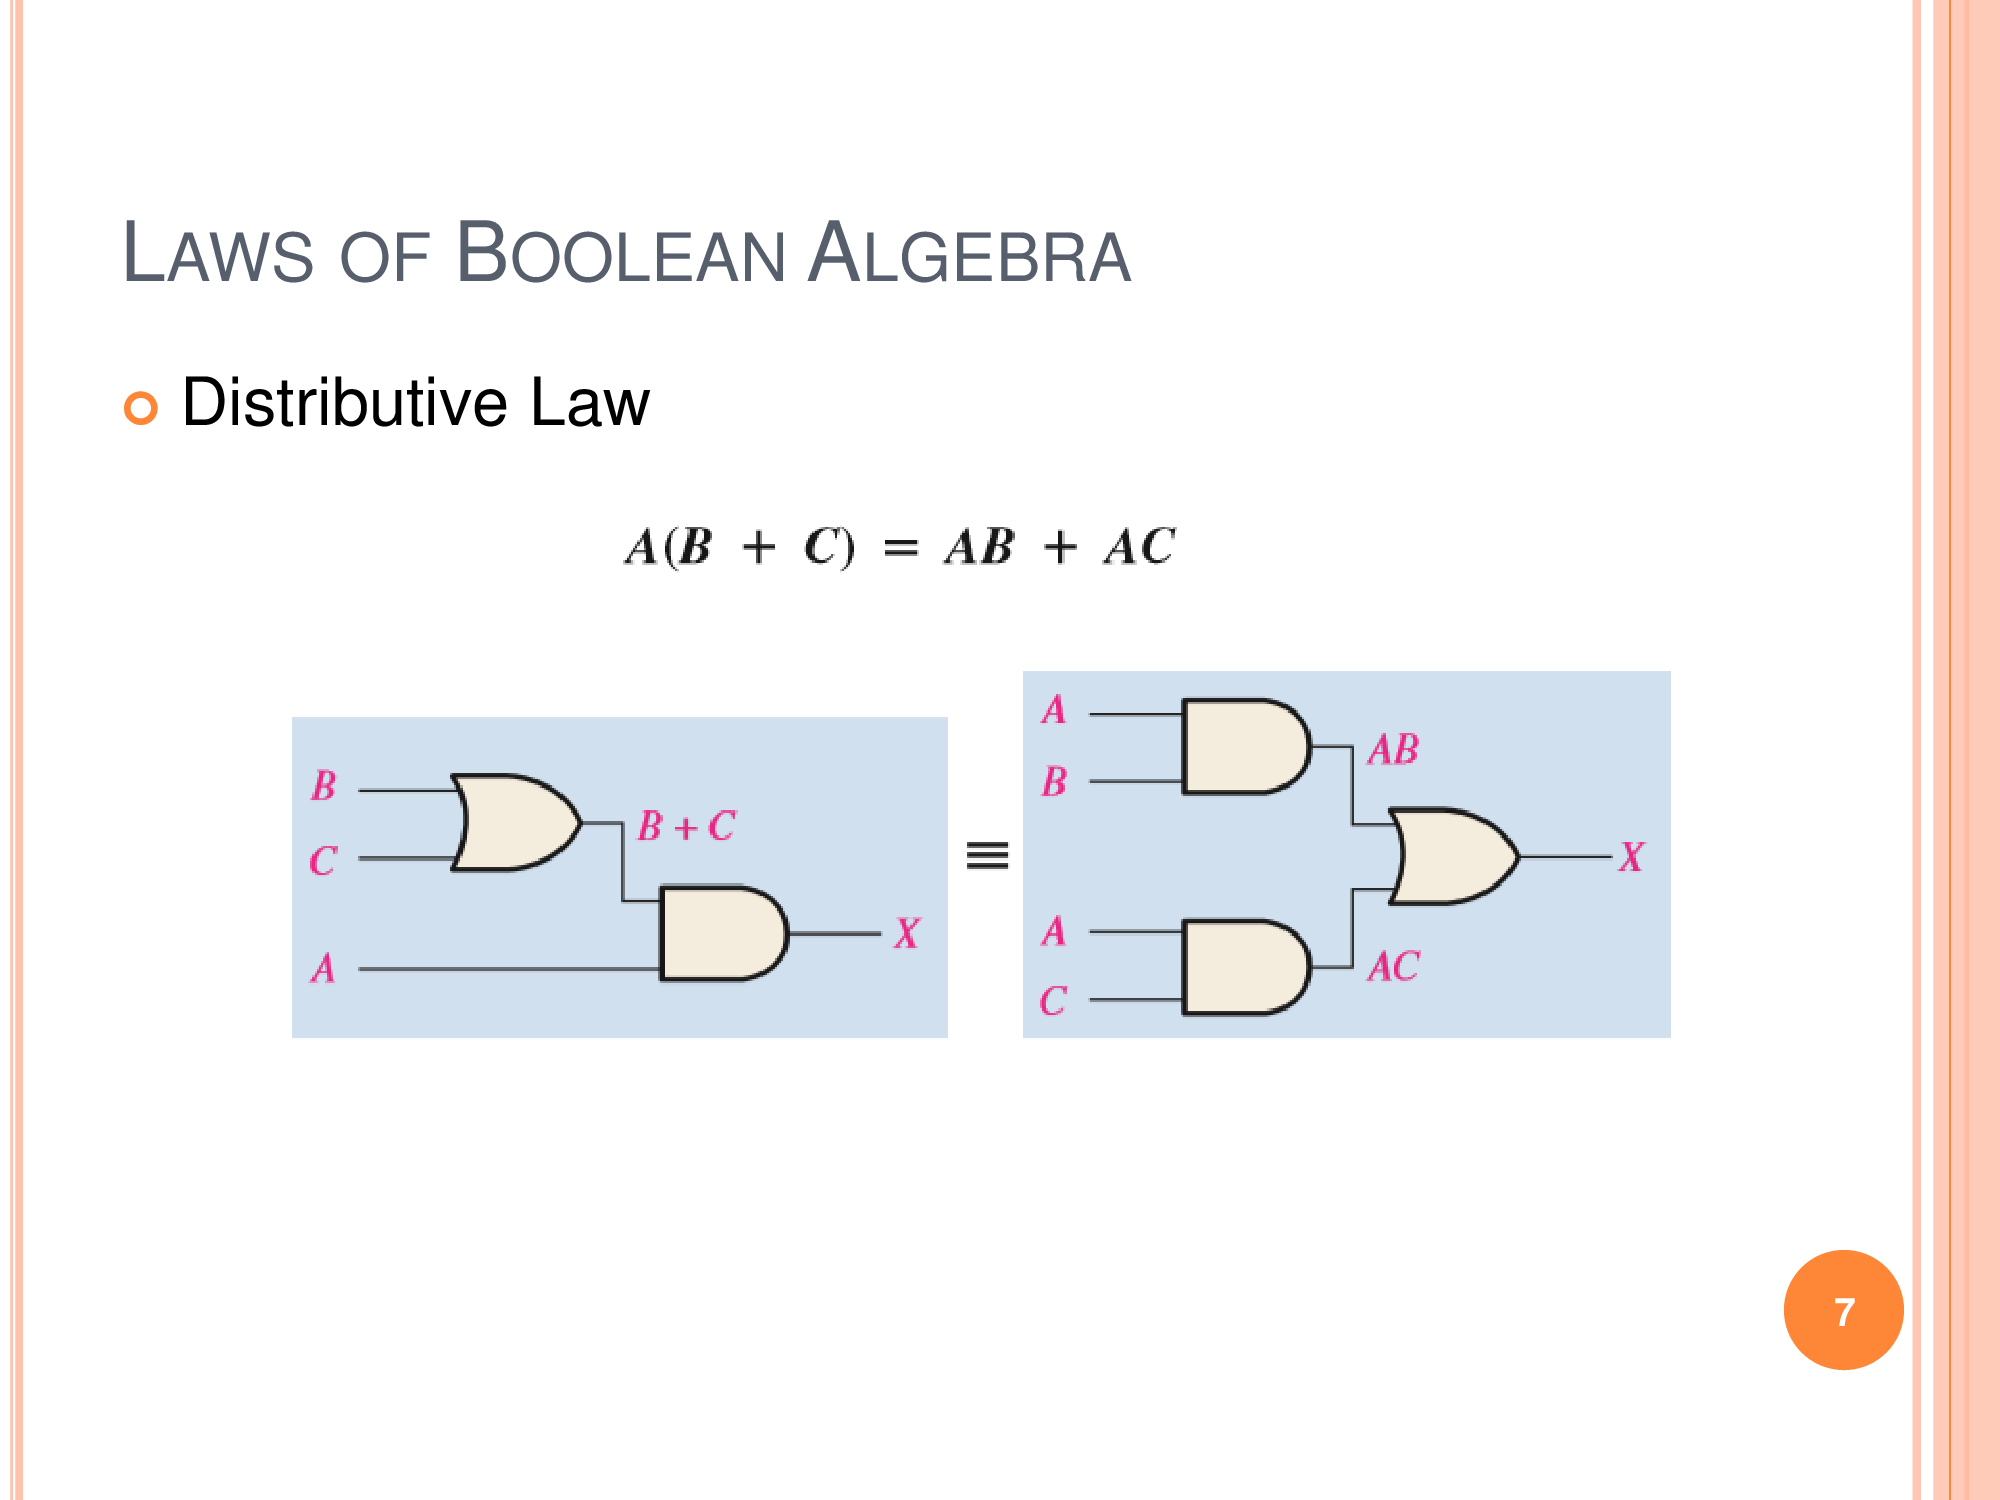 LAWS OF BOOLEAN ALGEBRA
Distributive Law
A(B + C) = AB + AC
B
C
B + C
A
X
≡
A
B
AB
X
A
C
AC
7